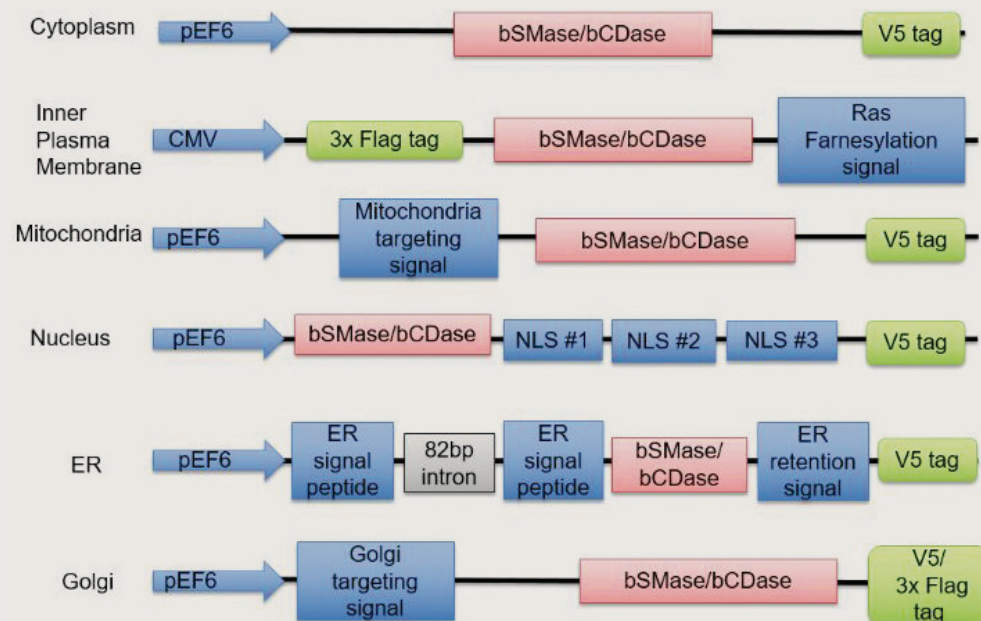 Cytoplasm
pEF6
bSMase/bCDase
V5 tag
Inner
Plasma
Membrane
CMV
3x Flag tag
bSMase/bCDase
Ras
Farnesylation
signal
Mitochondria
pEF6
Mitochondria
targeting
signal
bSMase/bCDase
V5 tag
Nucleus
pEF6
bSMase/bCDase
NLS #1
NLS #2
NLS #3
V5 tag
ER
pEF6
ER
signal
peptide
82bp
intron
ER
signal
peptide
bSMase/
bCDase
ER
retention
signal
V5 tag
Golgi
pEF6
Golgi
targeting
signal
bSMase/bCDase
V5/
3x Flag
tag